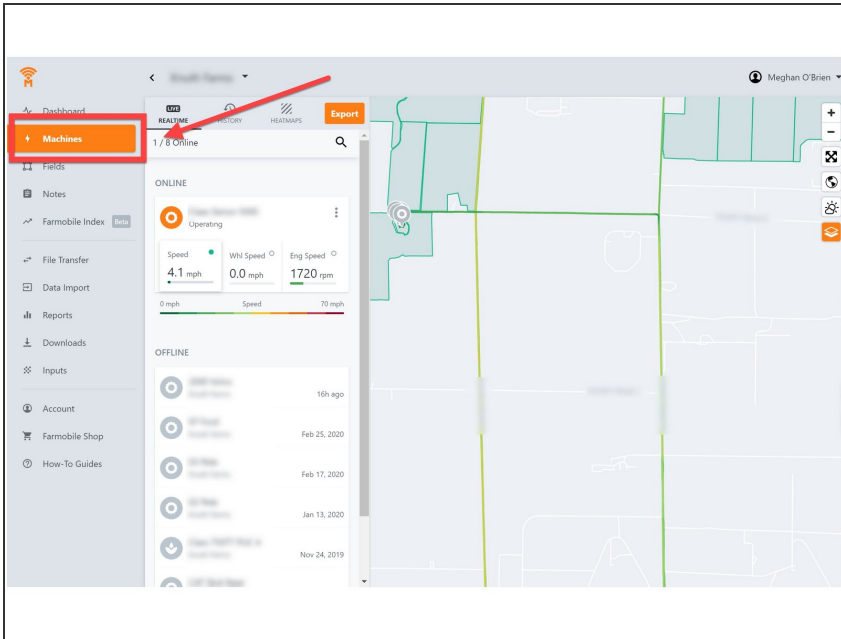 Meghan O'Brien
Dashboard
Machines
Fields
Notes
Farmobile Index Beta
File Transfer
Data Import
Reports
Downloads
Inputs
Account
Farmobile Shop
How-To Guides
LIVE
REALTIME
HISTORY
HEATMAPS
Export
1 / 8 Online
ONLINE
Operating
Speed
4.1 mph
Whl Speed
0.0 mph
Eng Speed
1720 rpm
0 mph Speed 70 mph
OFFLINE
16h ago
Feb 25, 2020
Feb 17, 2020
Jan 13, 2020
Nov 24, 2019